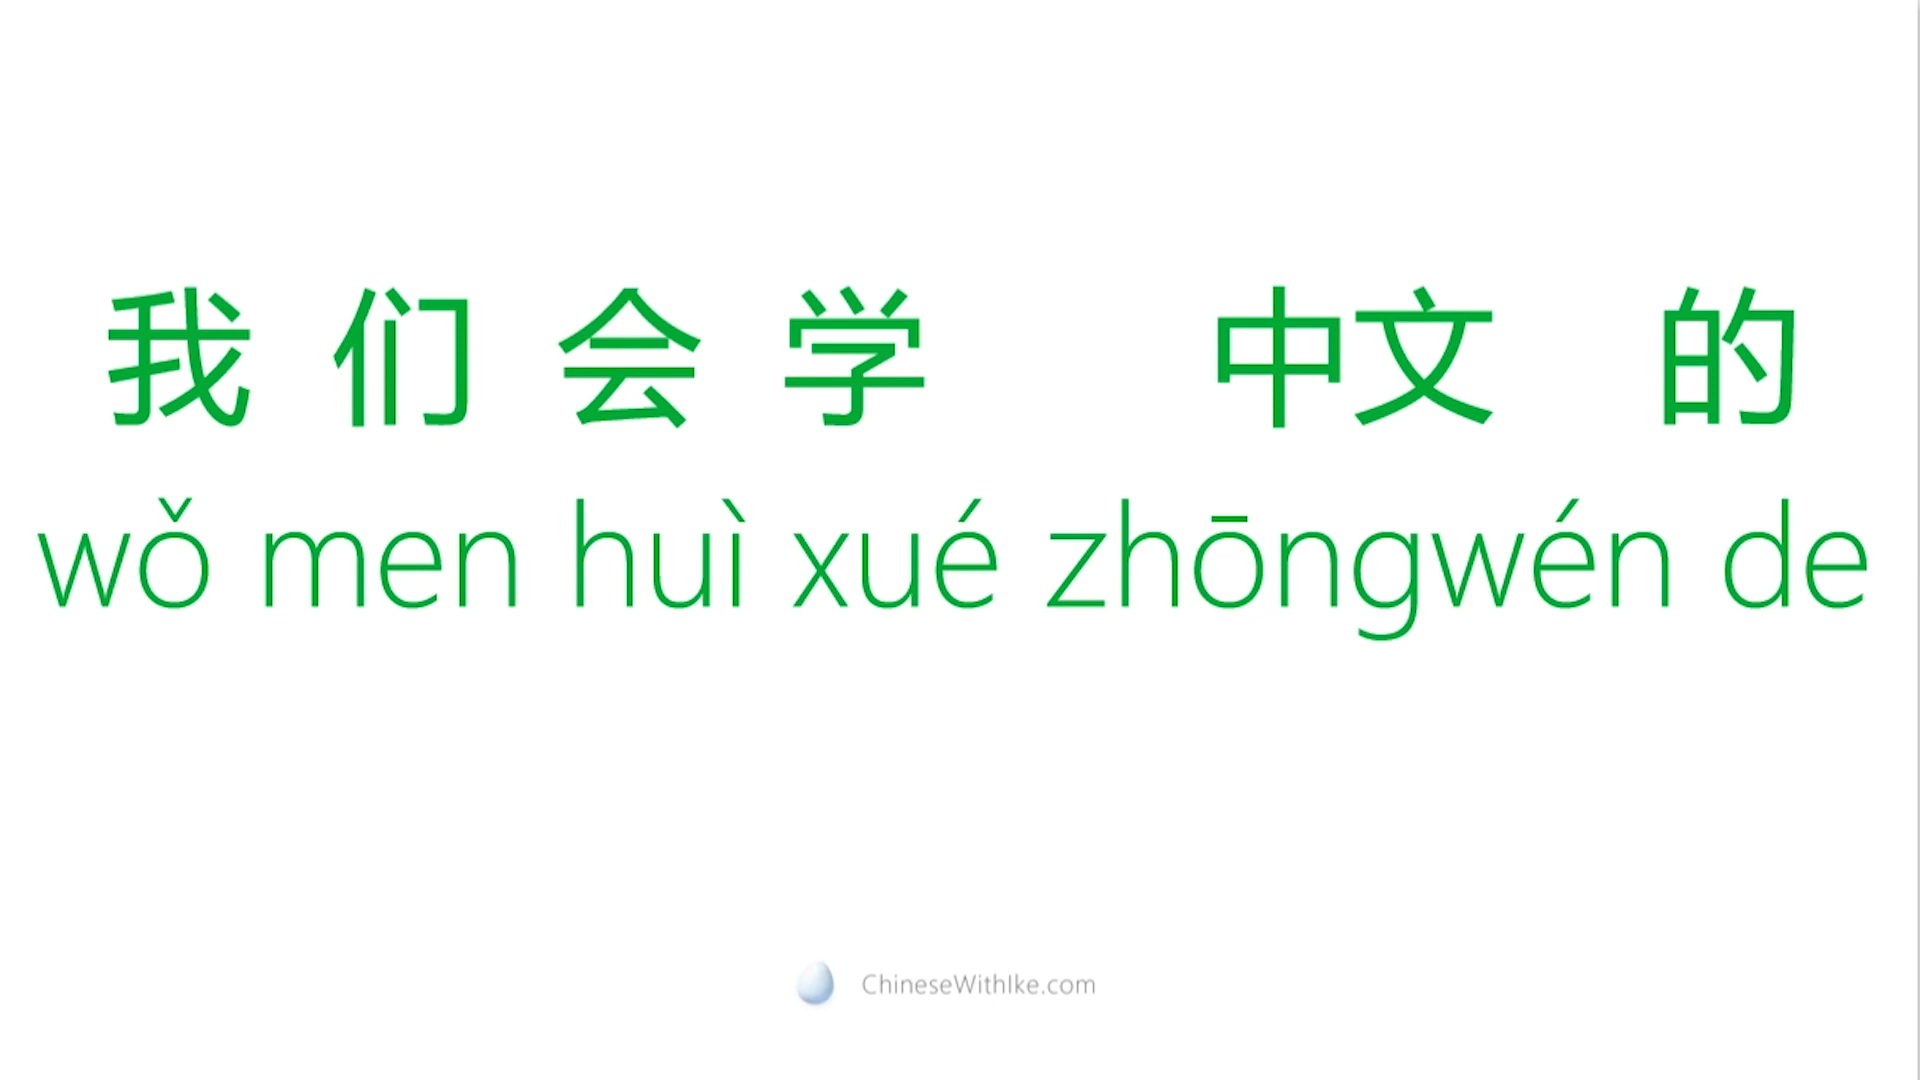 我 们 会 学 中文 的
wǒ men huì xué zhōngwén de
ChineseWithIke.com